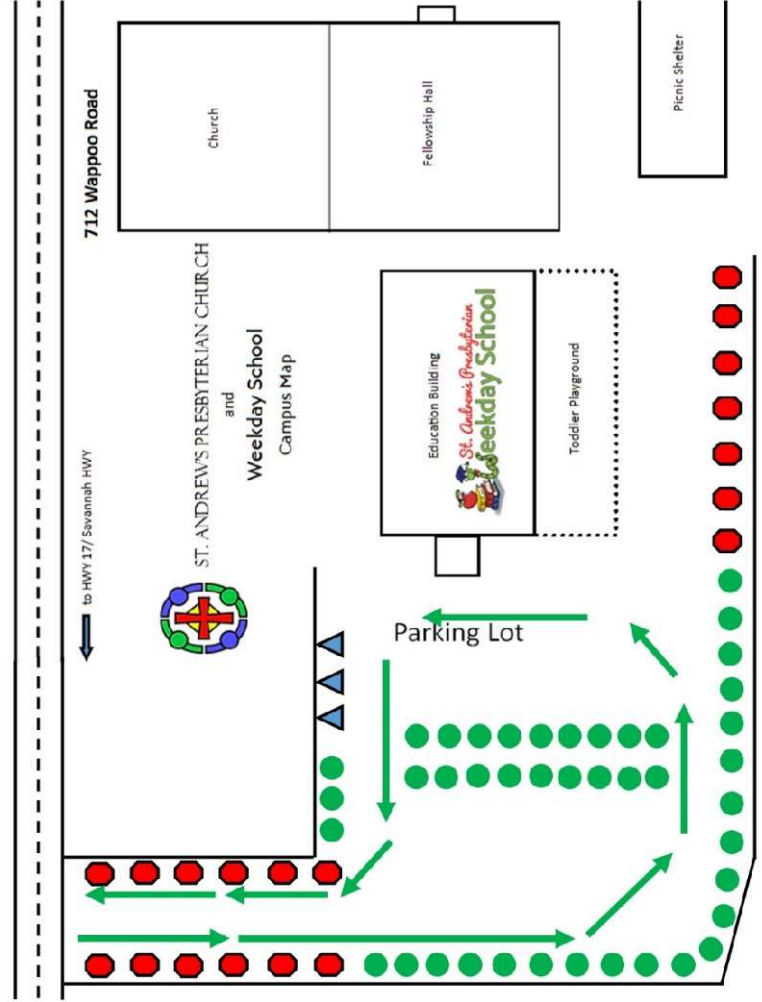 712 Wappoo Road
to HWY 17/ Savannah HWY
ST. ANDREW'S PRESBYTERIAN CHURCH
and
Weekday School
Campus Map
Church
Fellowship Hall
Picnic Shelter
Education Building
St. Andrew's Presbyterian
Weekday School
Toddler Playground
Parking Lot